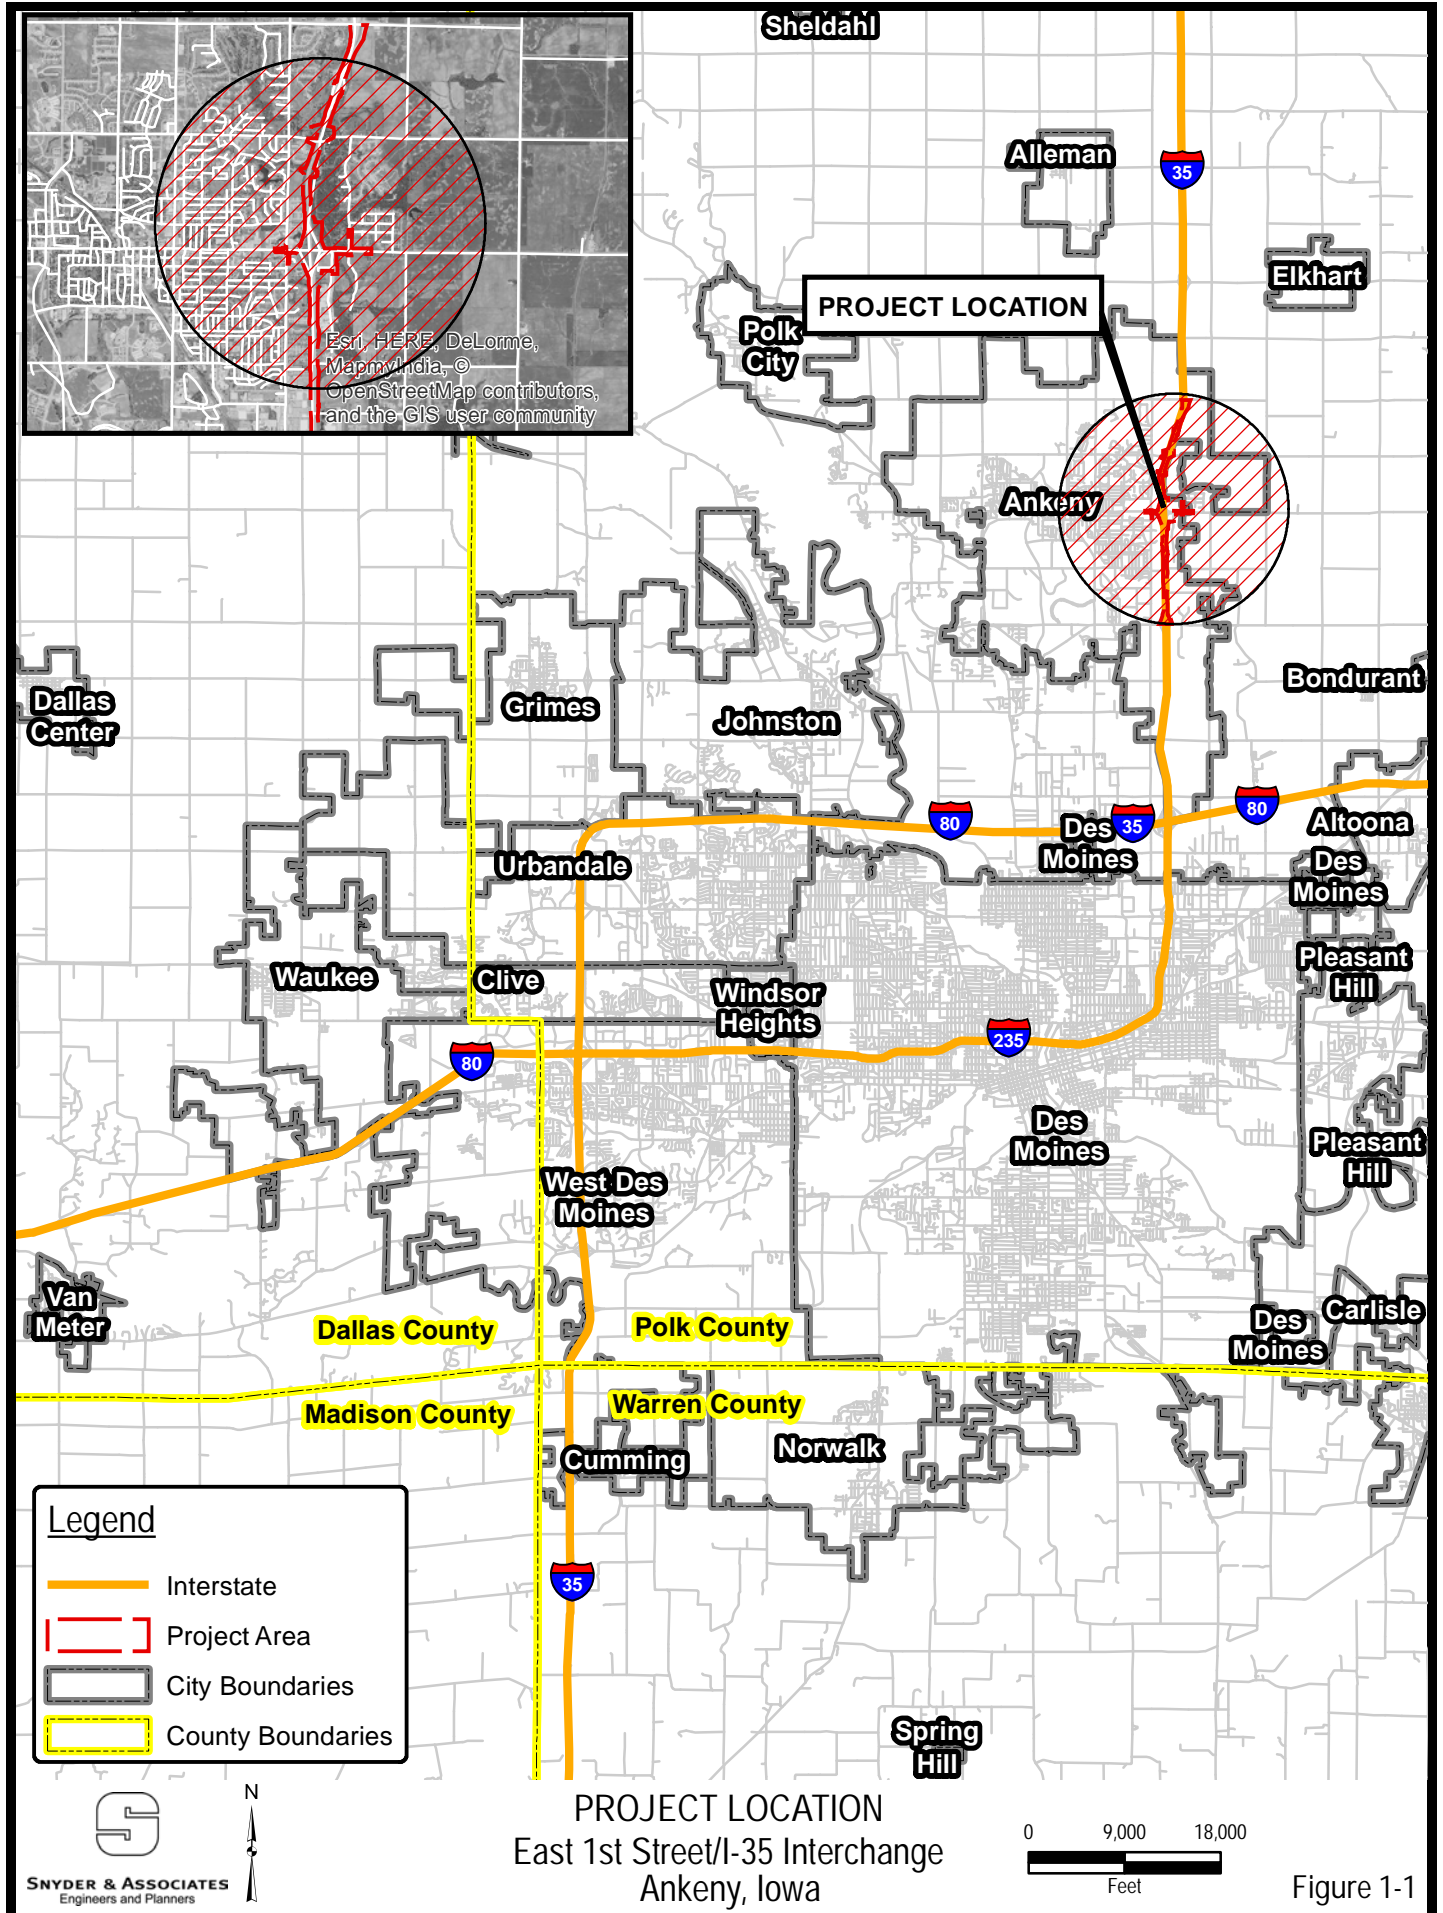 Sheldahl
Esri, HERE, DeLorme,
MapmyIndia, ©
OpenStreetMap contributors,
and the GIS user community
Alleman
35
Elkhart
PROJECT LOCATION
Polk
City
Ankeny
Dallas
Center
Grimes
Johnston
Bondurant
80
35
80
Des
Moines
Altoona
Urbandale
Des
Moines
Waukee
Clive
Windsor
Heights
Pleasant
Hill
80
235
Des
Moines
Pleasant
Hill
West Des
Moines
Van
Meter
Dallas County
Polk County
Des
Moines
Carlisle
Madison County
Warren County
Cumming
Norwalk
35
Spring
Hill
Legend
Interstate
Project Area
City Boundaries
County Boundaries
S
SNYDER & ASSOCIATES
Engineers and Planners
N
PROJECT LOCATION
East 1st Street/I-35 Interchange
Ankeny, Iowa
0 9,000 18,000
Feet
Figure 1-1